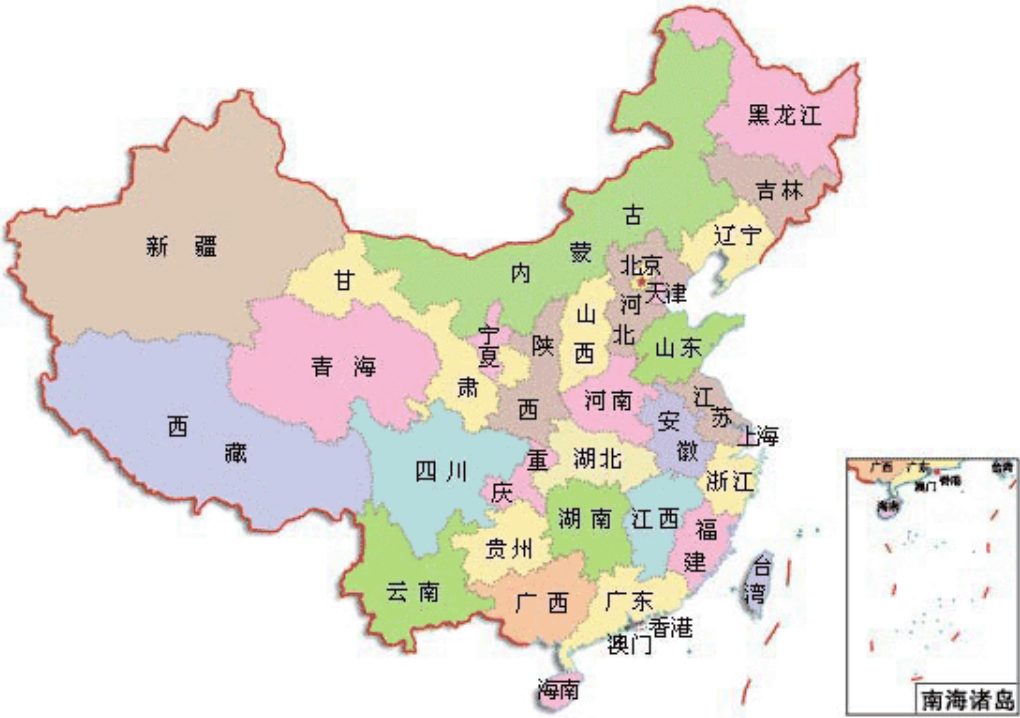 黑龙江
吉林
辽宁
内蒙古
新疆
甘肃
北京
天津
河北
山西
山东
宁夏
陕西
青海
河南
江苏
安徽
上海
西藏
四川
重庆
湖北
浙江
湖南
江西
福建
贵州
云南
广西
广东
台湾
香港
澳门
海南
广西
广东
台湾
香港
澳门
海南
南海诸岛